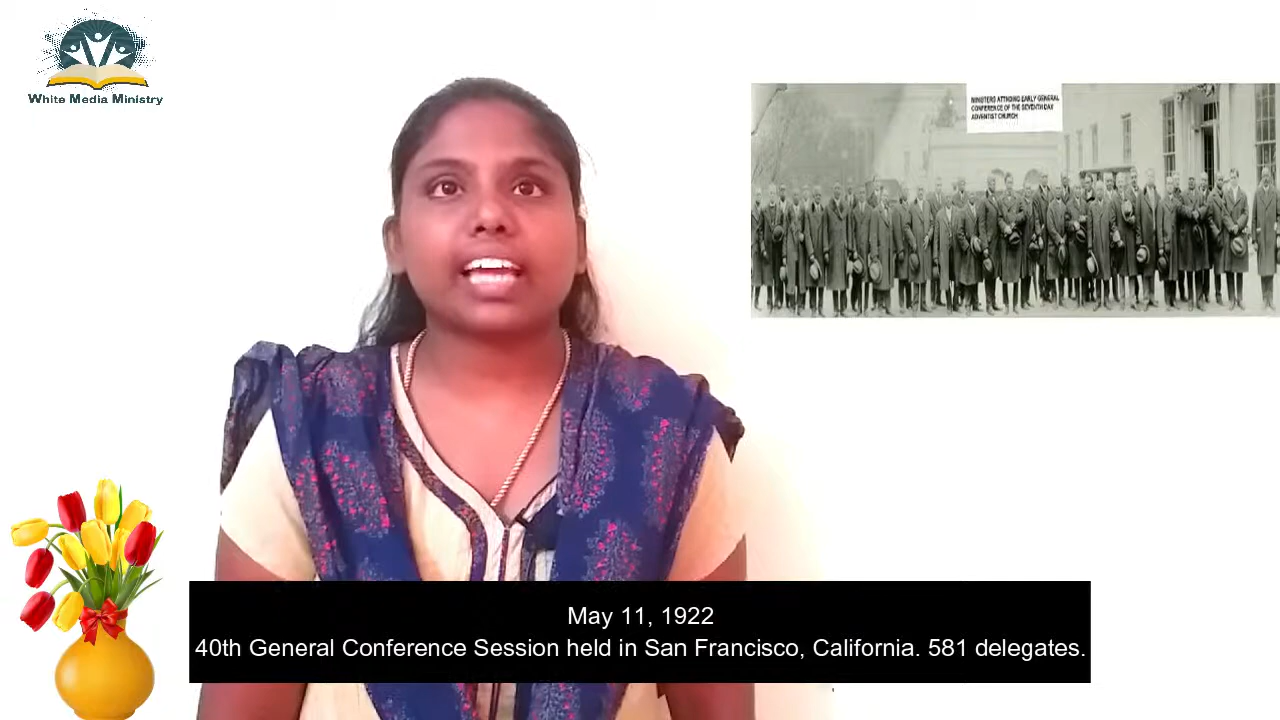 White Media Ministry
MINISTERS ATTNDING EARLY GENERAL
CONFERENCE OF THE SEVENTH DAY
ADVENTIST CHURCH
May 11, 1922
40th General Conference Session held in San Francisco, California. 581 delegates.